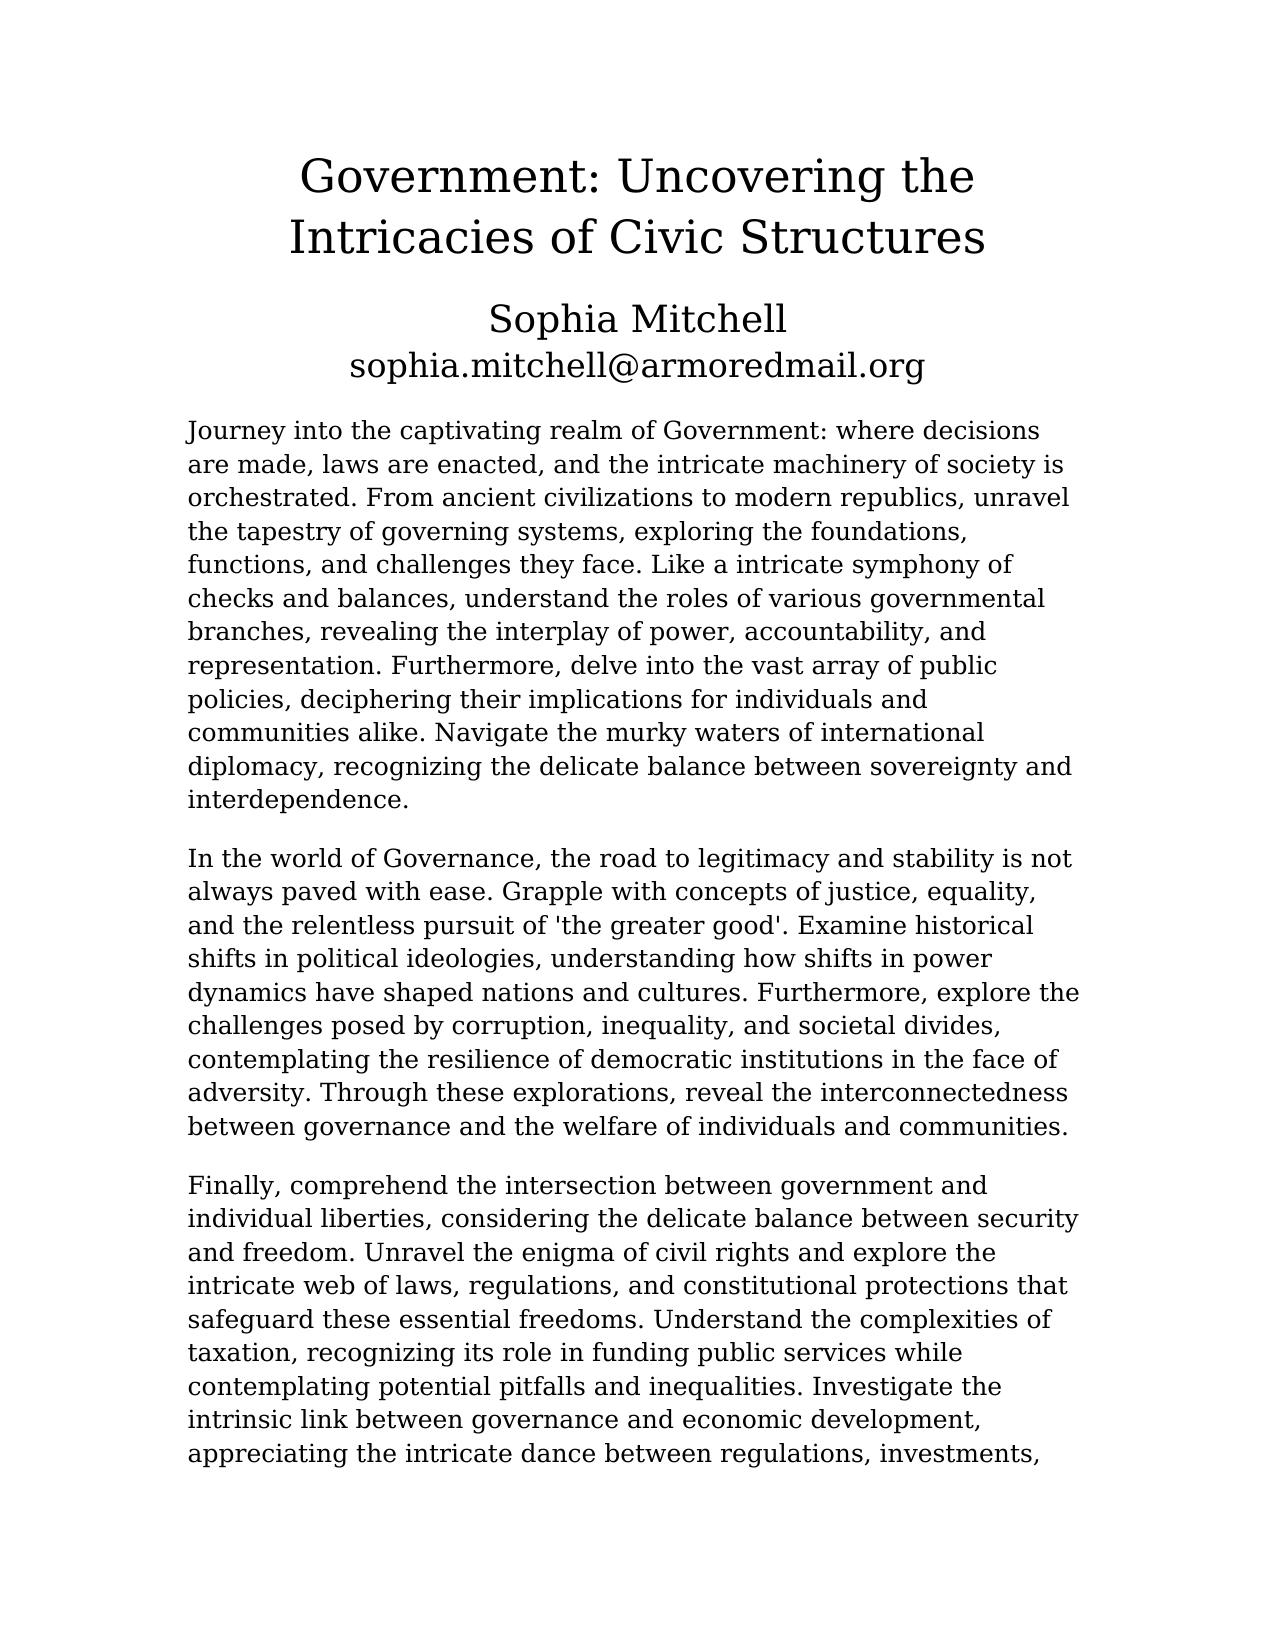 Government: Uncovering the
Intricacies of Civic Structures
Sophia Mitchell
sophia.mitchell@armoredmail.org
Journey into the captivating realm of Government: where decisions
are made, laws are enacted, and the intricate machinery of society is
orchestrated. From ancient civilizations to modern republics, unravel
the tapestry of governing systems, exploring the foundations,
functions, and challenges they face. Like a intricate symphony of
checks and balances, understand the roles of various governmental
branches, revealing the interplay of power, accountability, and
representation. Furthermore, delve into the vast array of public
policies, deciphering their implications for individuals and
communities alike. Navigate the murky waters of international
diplomacy, recognizing the delicate balance between sovereignty and
interdependence.
In the world of Governance, the road to legitimacy and stability is not
always paved with ease. Grapple with concepts of justice, equality,
and the relentless pursuit of 'the greater good'. Examine historical
shifts in political ideologies, understanding how shifts in power
dynamics have shaped nations and cultures. Furthermore, explore the
challenges posed by corruption, inequality, and societal divides,
contemplating the resilience of democratic institutions in the face of
adversity. Through these explorations, reveal the interconnectedness
between governance and the welfare of individuals and communities.
Finally, comprehend the intersection between government and
individual liberties, considering the delicate balance between security
and freedom. Unravel the enigma of civil rights and explore the
intricate web of laws, regulations, and constitutional protections that
safeguard these essential freedoms. Understand the complexities of
taxation, recognizing its role in funding public services while
contemplating potential pitfalls and inequalities. Investigate the
intrinsic link between governance and economic development,
appreciating the intricate dance between regulations, investments,